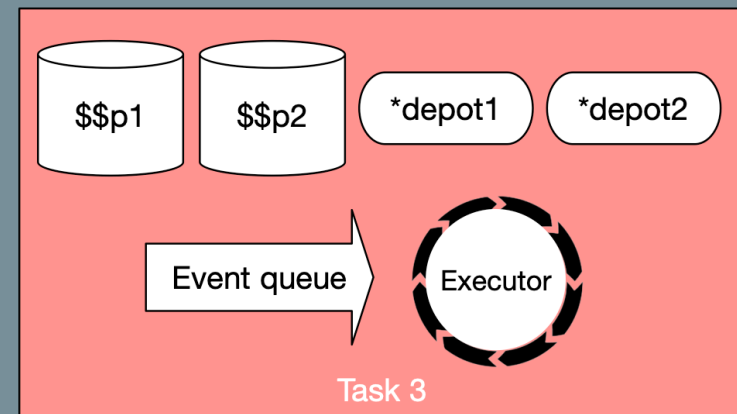 $$p1
$$p2
*depot1
*depot2
Event queue
Executor
Task 3